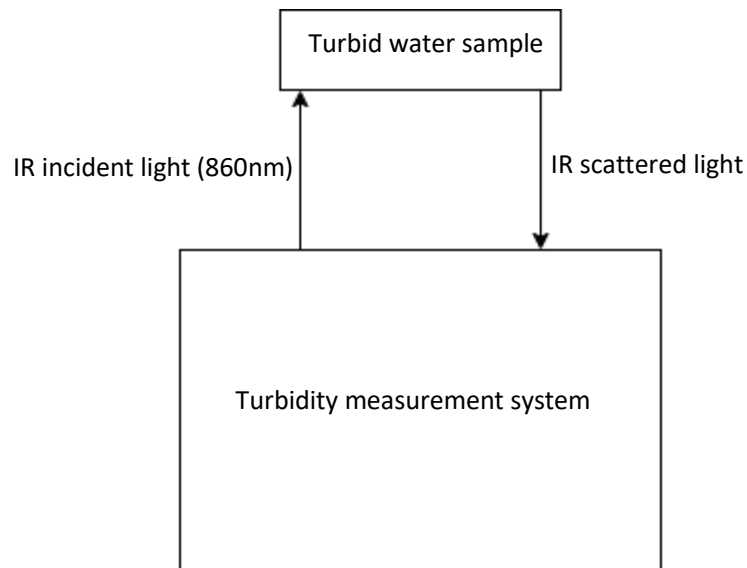 Turbid water sample
IR incident light (860nm)
IR scattered light
Turbidity measurement system